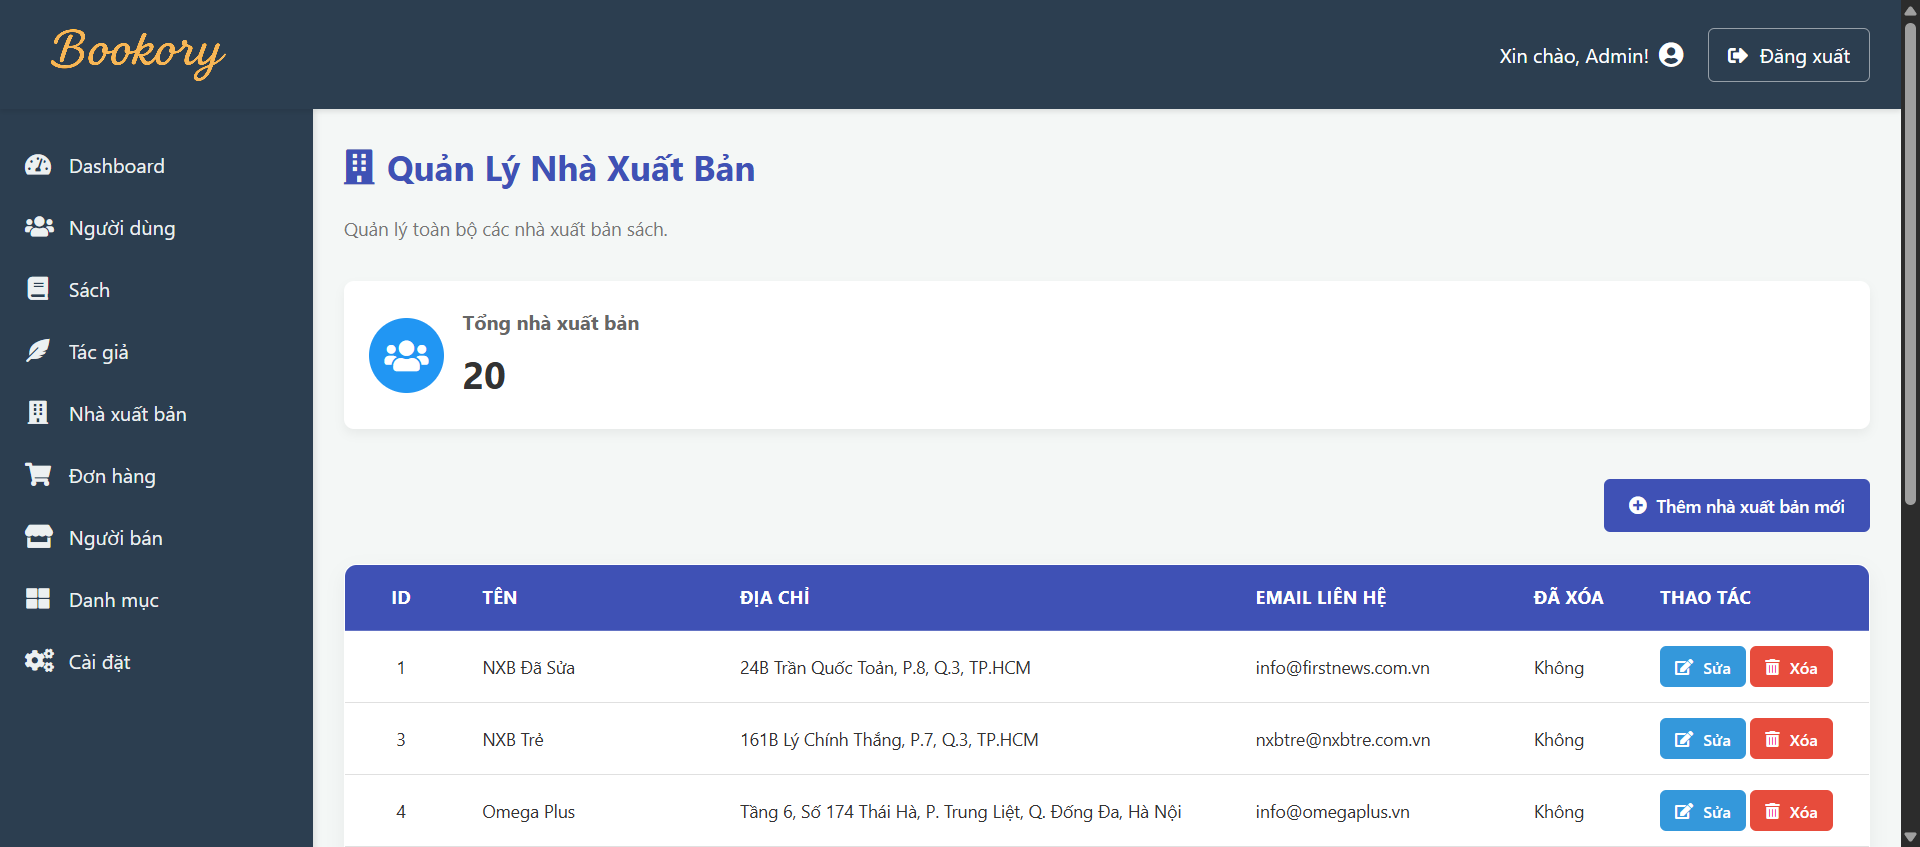 Bookory
Xin chào, Admin!
Đăng xuất
Dashboard
Người dùng
Sách
Tác giả
Nhà xuất bản
Đơn hàng
Người bán
Danh mục
Cài đặt
Quản Lý Nhà Xuất Bản
Quản lý toàn bộ các nhà xuất bản sách.
Tổng nhà xuất bản
20
Thêm nhà xuất bản mới
ID TÊN ĐỊA CHỈ EMAIL LIÊN HỆ ĐÃ XÓA THAO TÁC
1 NXB Đã Sửa 24B Trần Quốc Toản, P.8, Q.3, TP.HCM info@firstnews.com.vn Không Sửa Xóa
3 NXB Trẻ 161B Lý Chính Thắng, P.7, Q.3, TP.HCM nxbtre@nxbtre.com.vn Không Sửa Xóa
4 Omega Plus Tầng 6, Số 174 Thái Hà, P. Trung Liệt, Q. Đống Đa, Hà Nội info@omegaplus.vn Không Sửa Xóa